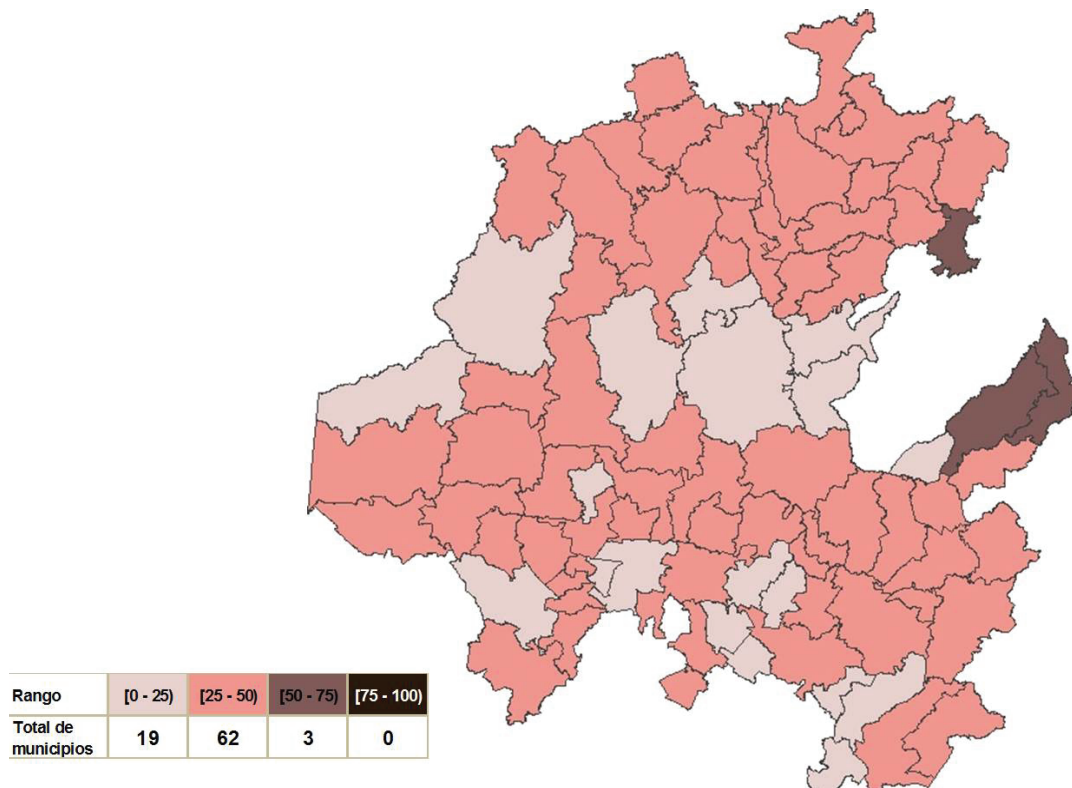 Rango [0 - 25) [25 - 50) [50 - 75) [75 - 100)
Total de
municipios 19 62 3 0